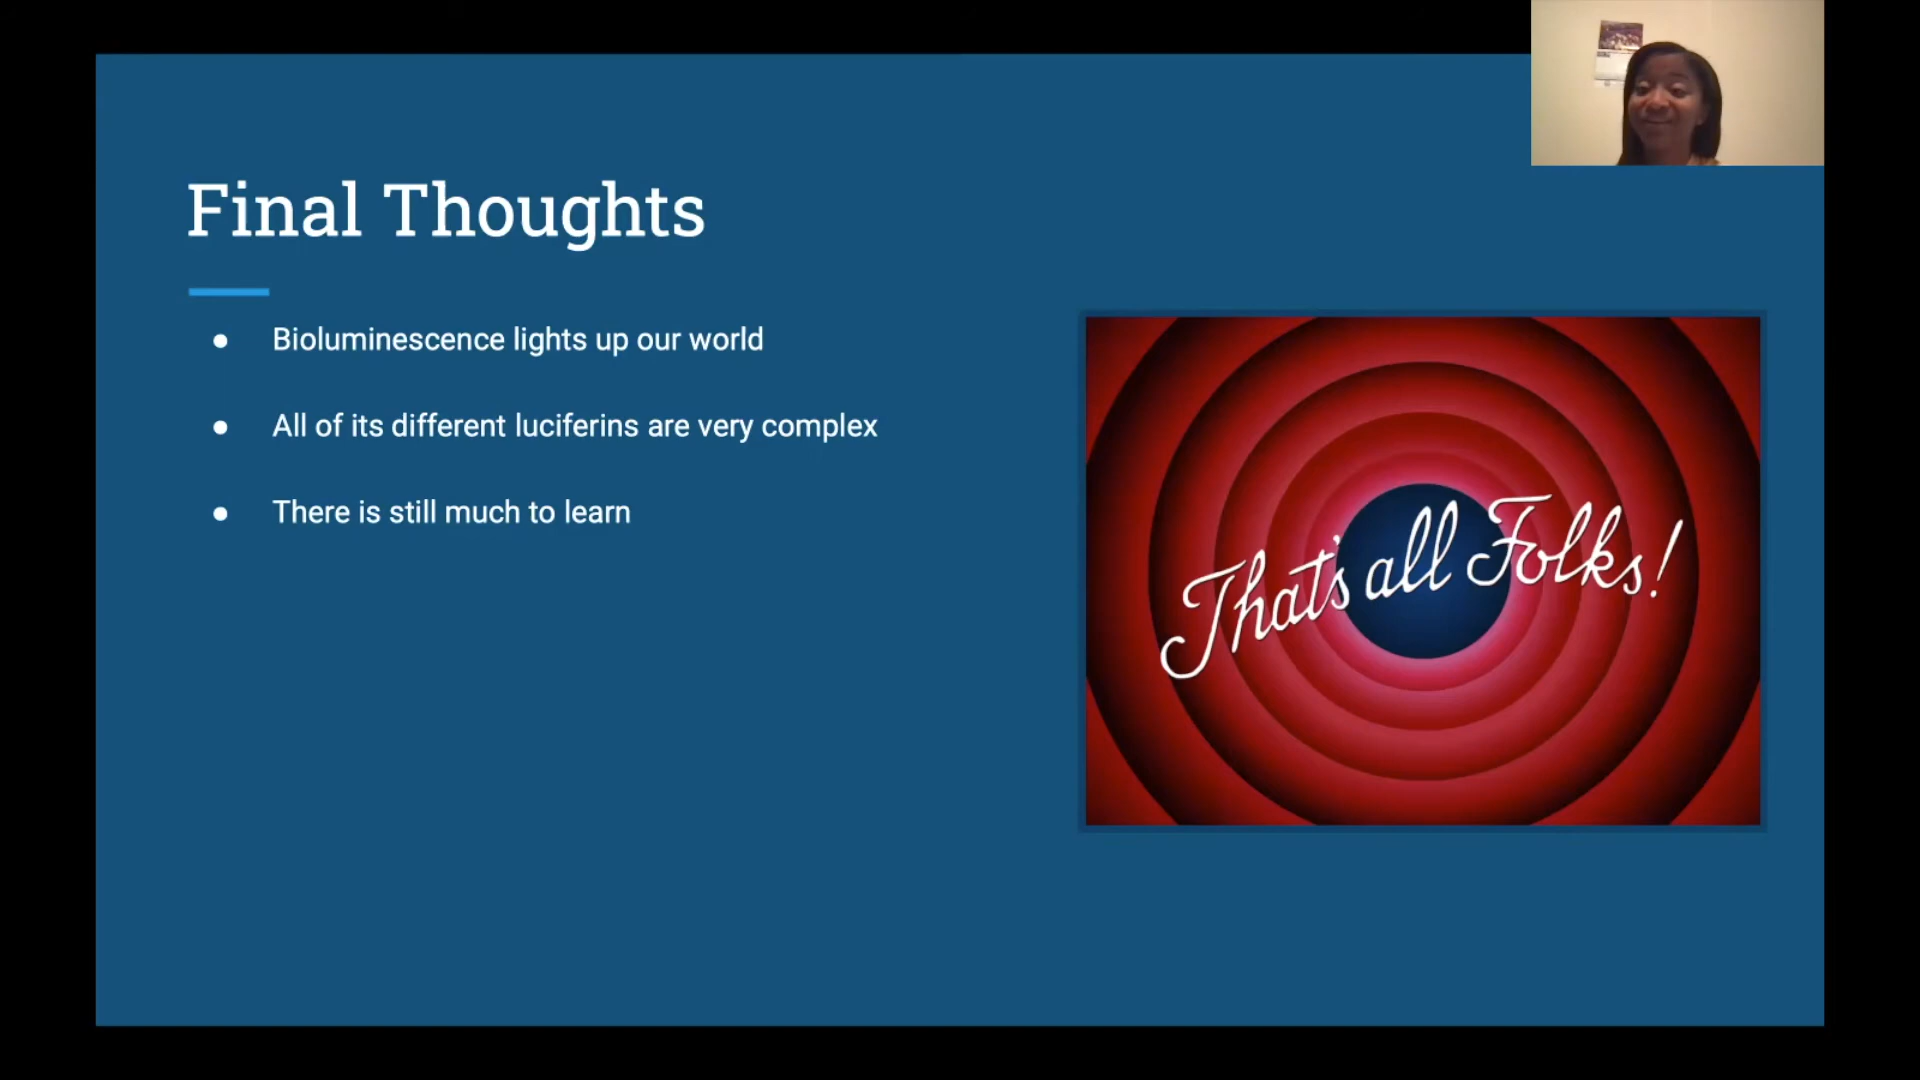 Final Thoughts
● Bioluminescence lights up our world
● All of its different luciferins are very complex
● There is still much to learn
That's all Folks!